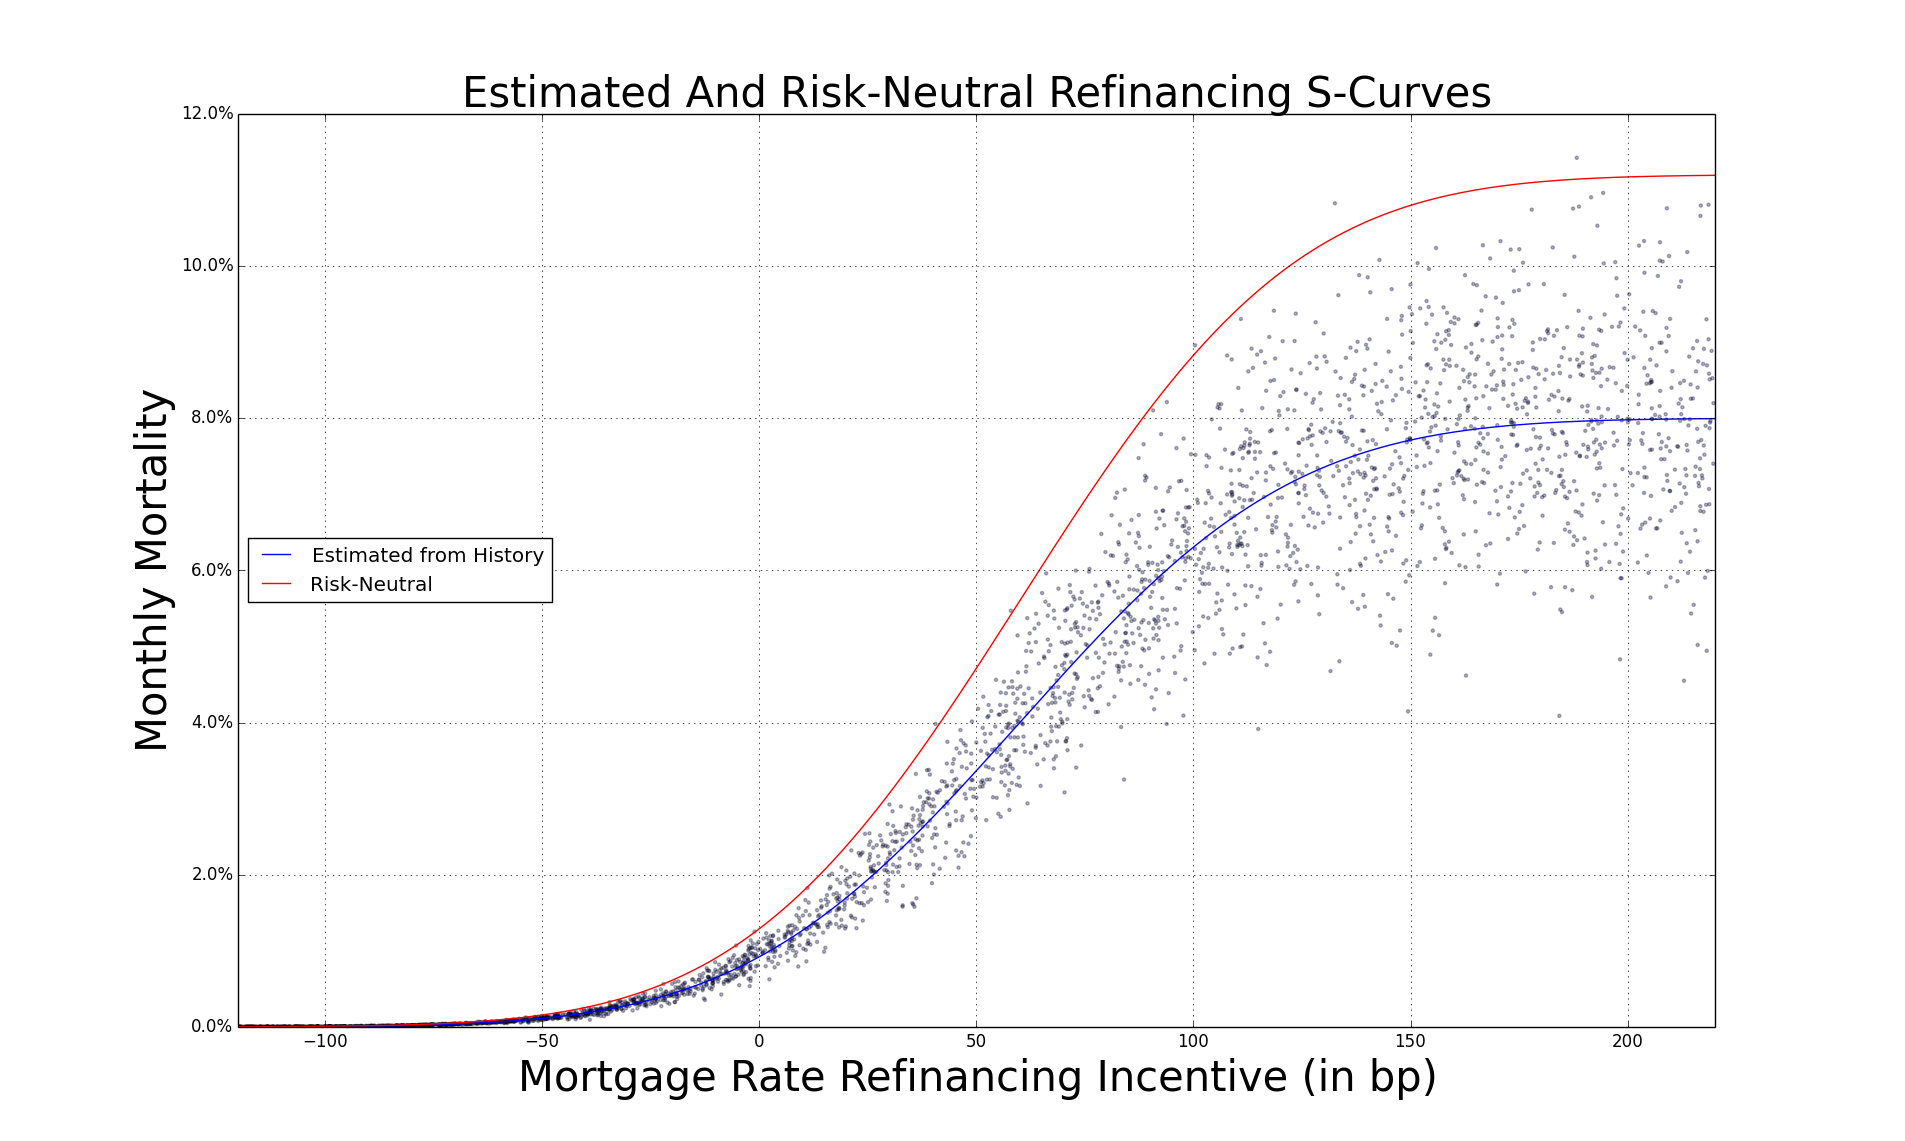 Estimated And Risk-Neutral Refinancing S-Curves
12.0%
10.0%
8.0%
6.0%
4.0%
2.0%
0.0%
Monthly Mortality
Estimated from History
Risk-Neutral
−100
−50
0
50
100
150
200
Mortgage Rate Refinancing Incentive (in bp)